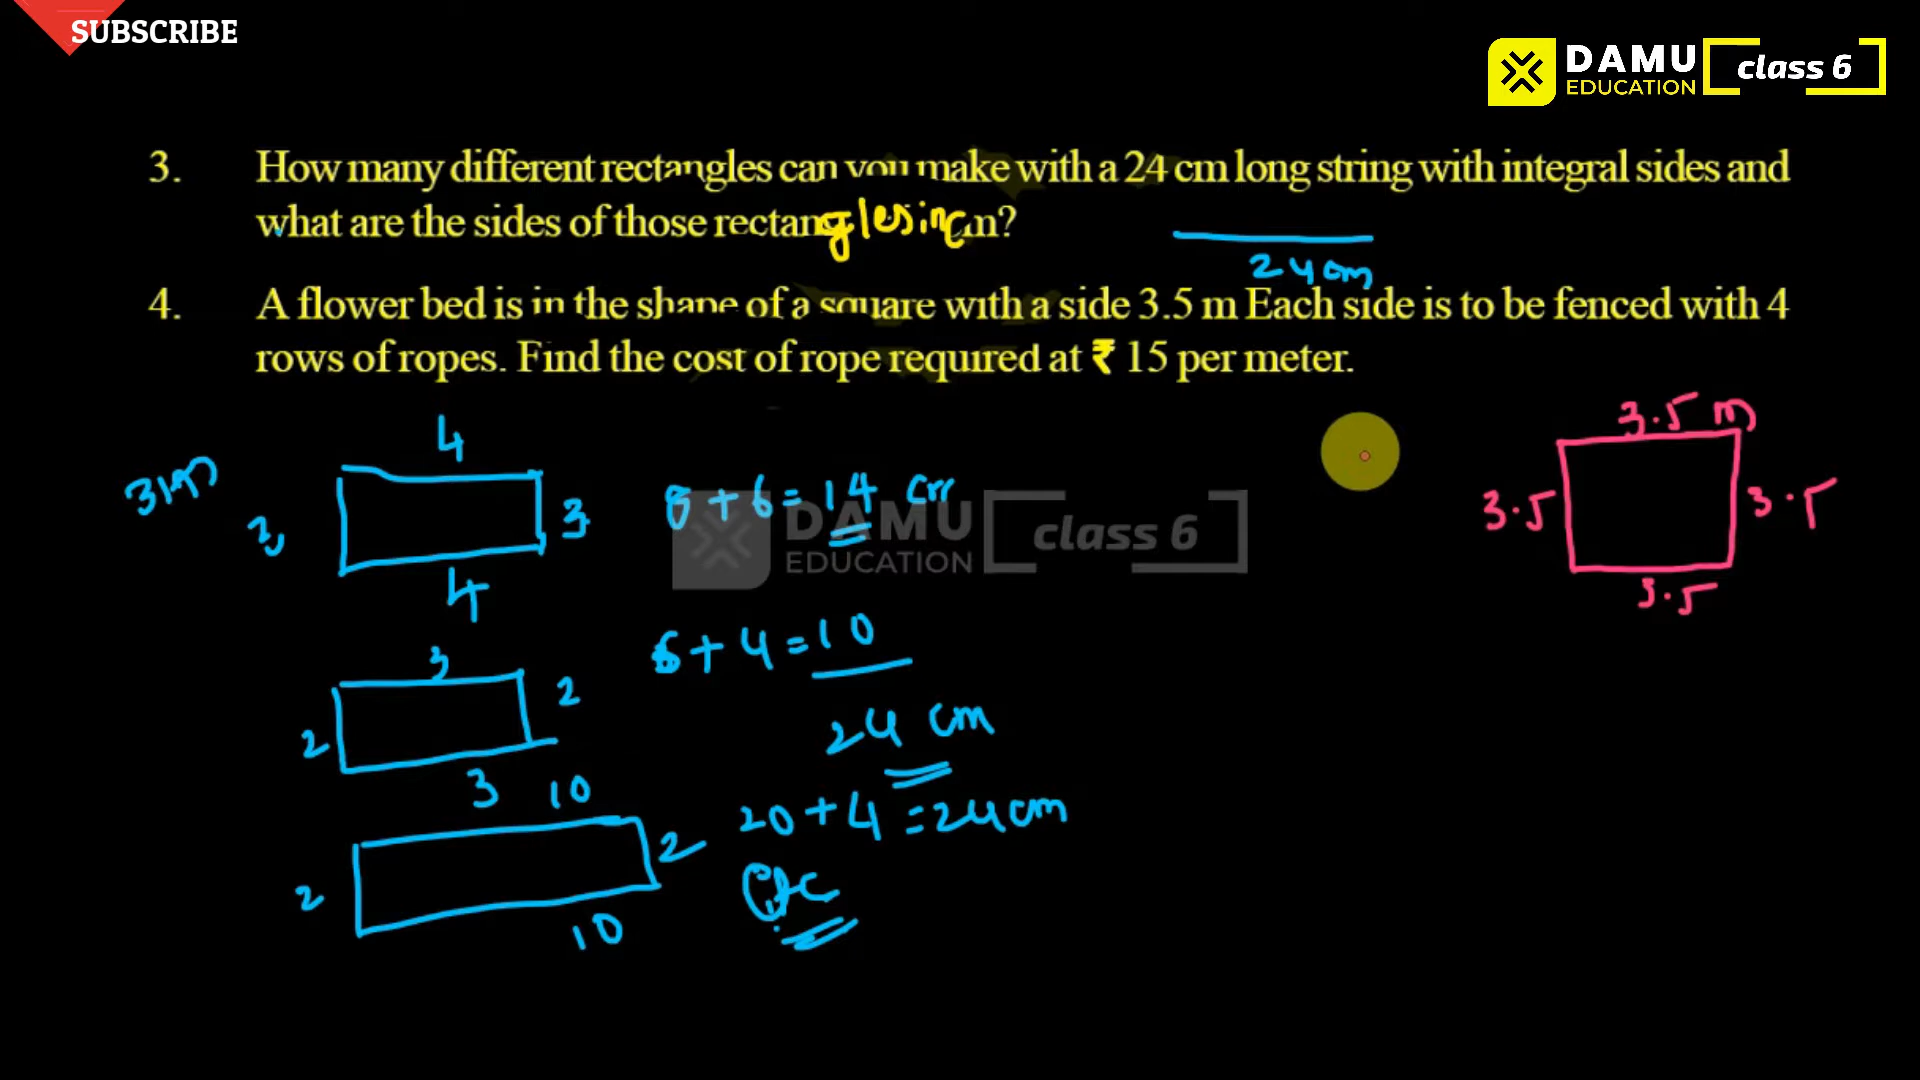 SUBSCRIBE
DAMU
EDUCATION
class 6
3. How many different rectangles can you make with a 24 cm long string with integral sides and
what are the sides of those rectangles in cm?
24 cm
4. A flower bed is in the shape of a square with a side 3.5 m Each side is to be fenced with 4
rows of ropes. Find the cost of rope required at ₹ 15 per meter.
3.5 m
3.5
3.5
3.5
4
3
3
4
8 + 6 = 14 cm
DAMU
EDUCATION
class 6
3
2
2
3
6 + 4 = 10
24 cm
10
2
2
10
20 + 4 = 24 cm